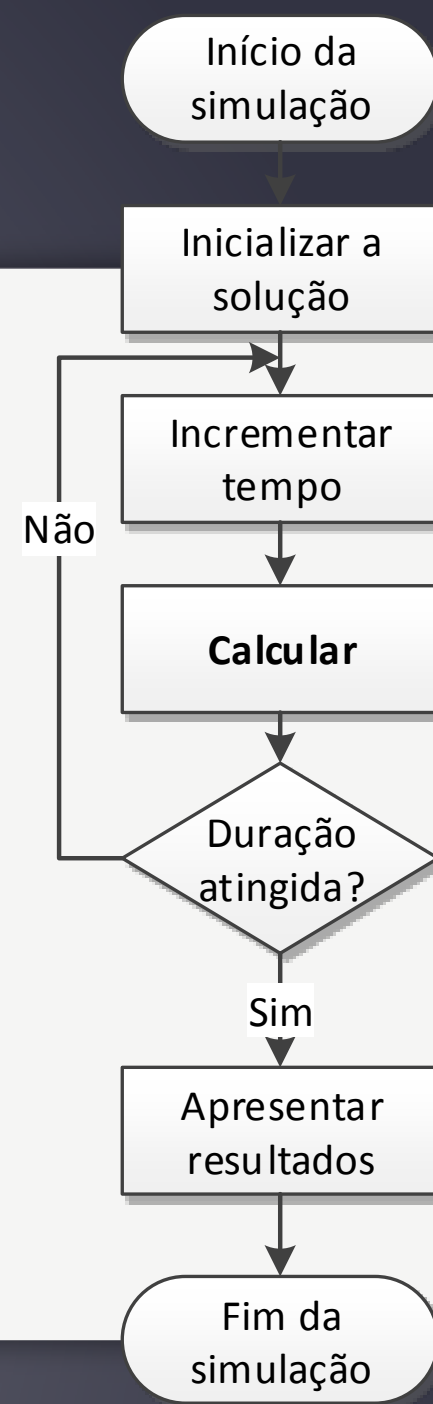 Início da
simulação
Inicializar a
solução
Incrementar
tempo
Não
Calcular
Duração
atingida?
Sim
Apresentar
resultados
Fim da
simulação